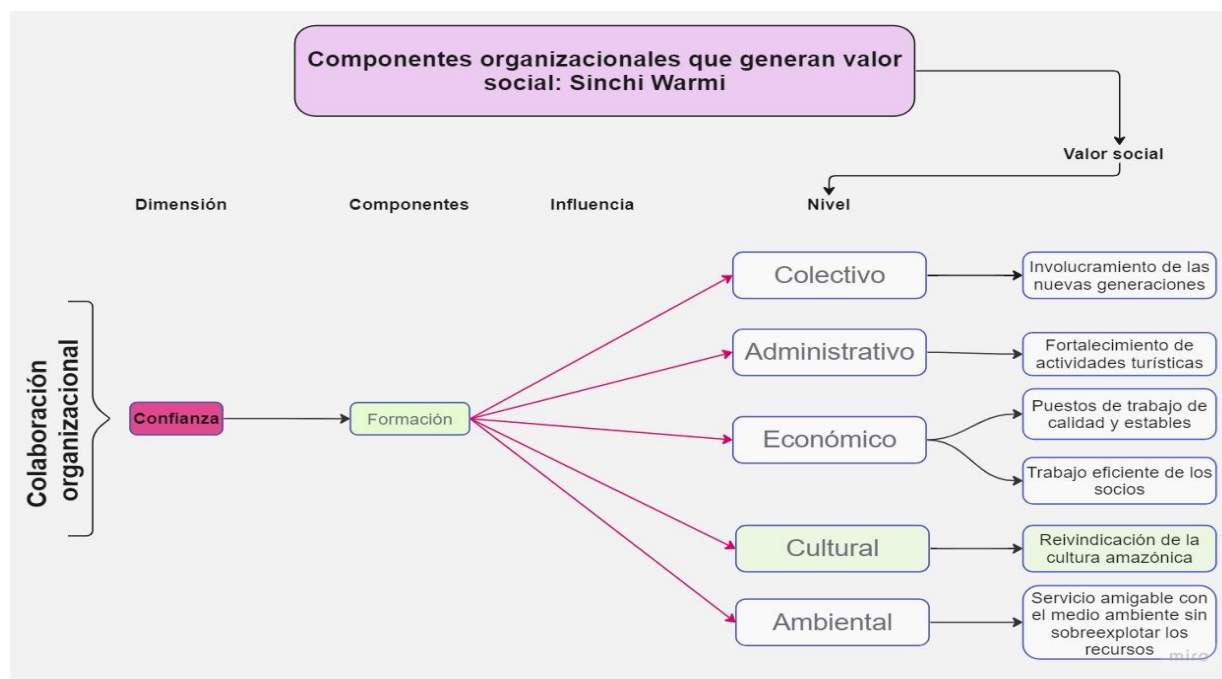 Componentes organizacionales que generan valor
social: Sinchi Warmi
Valor social
Dimensión
Componentes
Influencia
Nivel
Colaboración
organizacional
Confianza
Formación
Colectivo
Involucramiento de las
nuevas generaciones
Administrativo
Fortalecimiento de
actividades turísticas
Económico
Puestos de trabajo de
calidad y estables
Trabajo eficiente de los
socios
Cultural
Reivindicación de la
cultura amazónica
Ambiental
Servicio amigable con
el medio ambiente sin
sobreexplotar los
recursos
miro